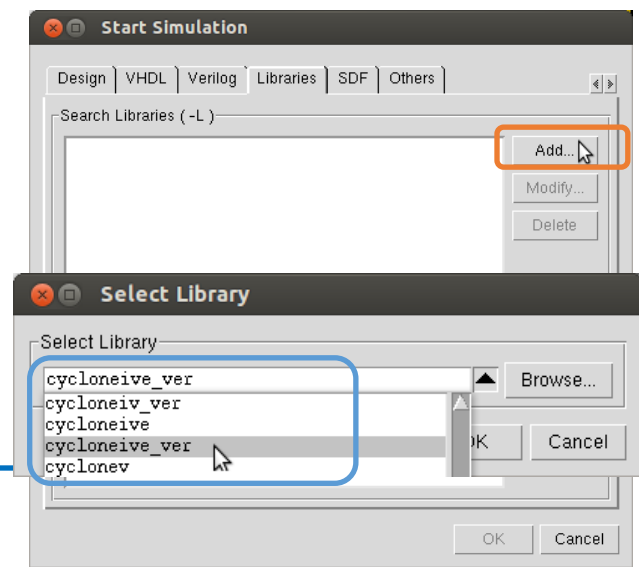 Start Simulation
Design VHDL Verilog Libraries SDF Others
Search Libraries ( -L )
Add...
Modify...
Delete
Select Library
Select Library
cycloneive_ver Browse...
cycloneiv_ver
cycloneive
cycloneive_ver
cyclonev
Cancel
OK Cancel